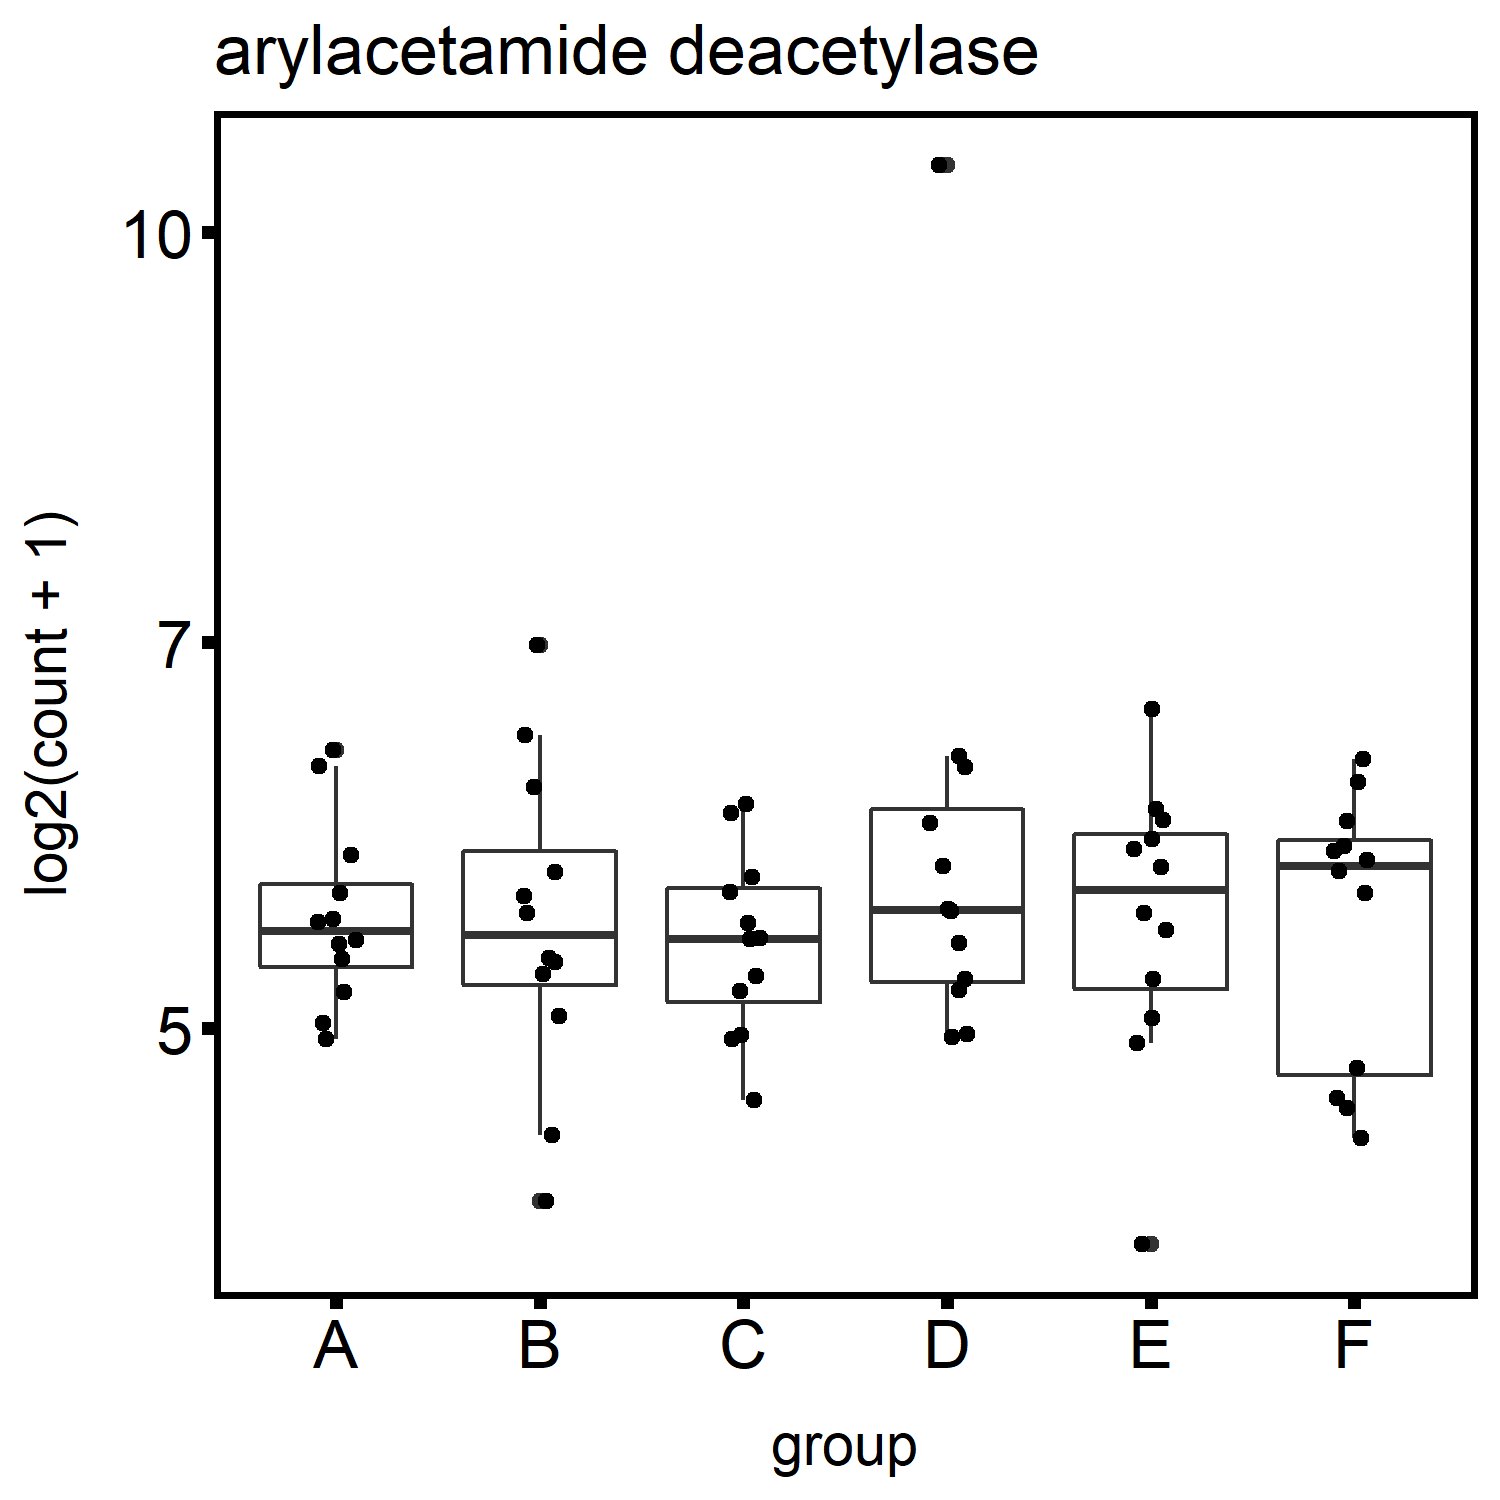 arylacetamide deacetylase
log2(count + 1)
10
7
5
A B C D E F
group